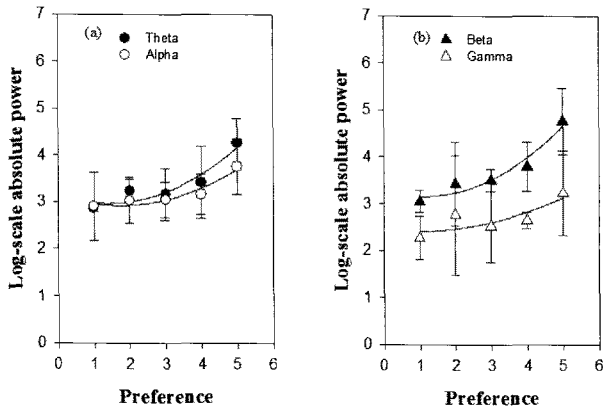 (a)
Theta
Alpha
Log-scale absolute power
7
6
5
4
3
2
1
0
0 1 2 3 4 5 6
Preference
(b)
Beta
Gamma
Log-scale absolute power
7
6
5
4
3
2
1
0
0 1 2 3 4 5 6
Preference